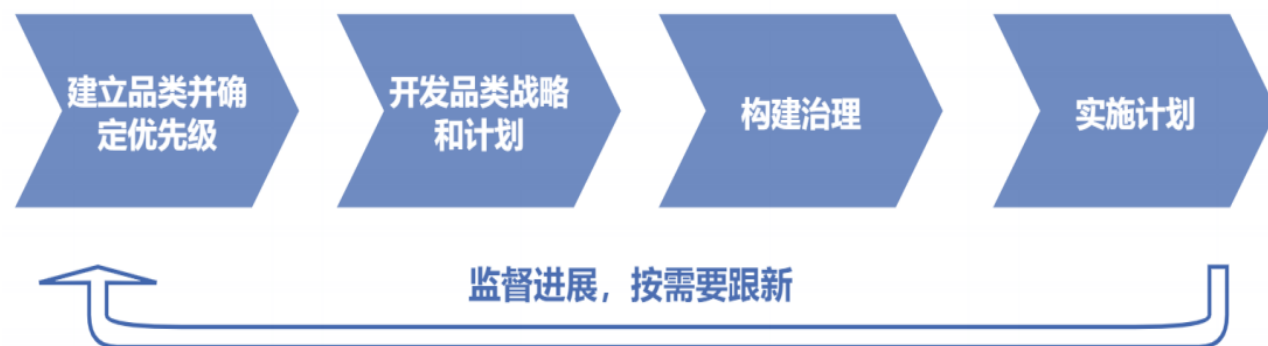 建立品类并确
定优先级
开发品类战略
和计划
构建治理
实施计划
监督进展，按需要跟新